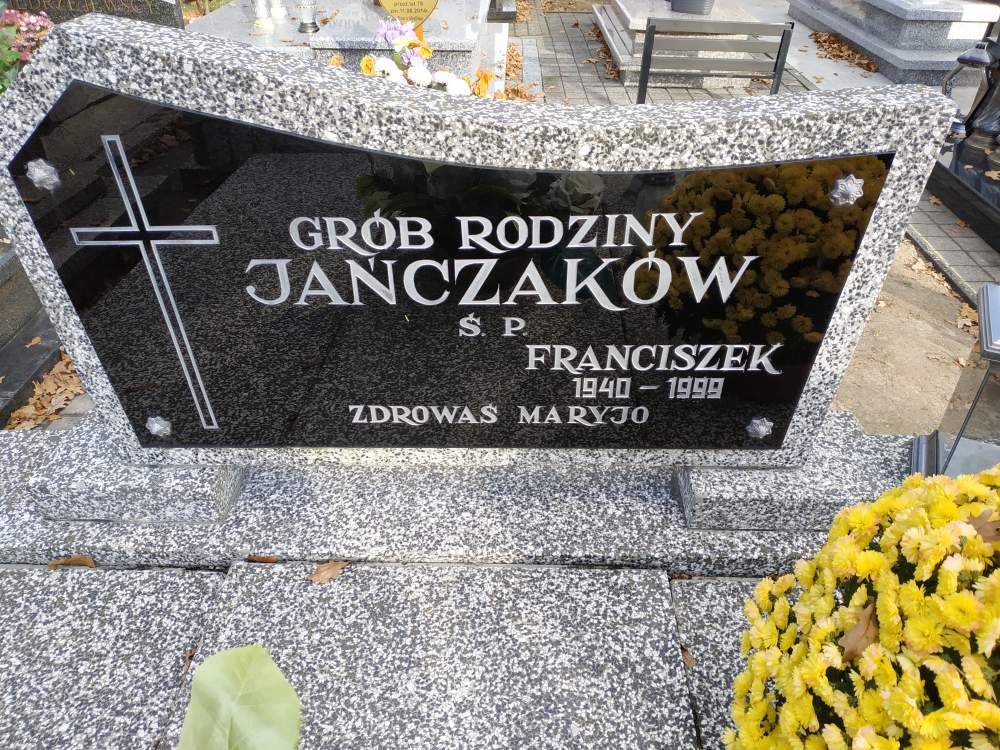 GRÓB RODZINY
JAŃCZAKÓW
Ś. P.
FRANCISZEK
1940 – 1999
ZDROWAŚ MARYJO